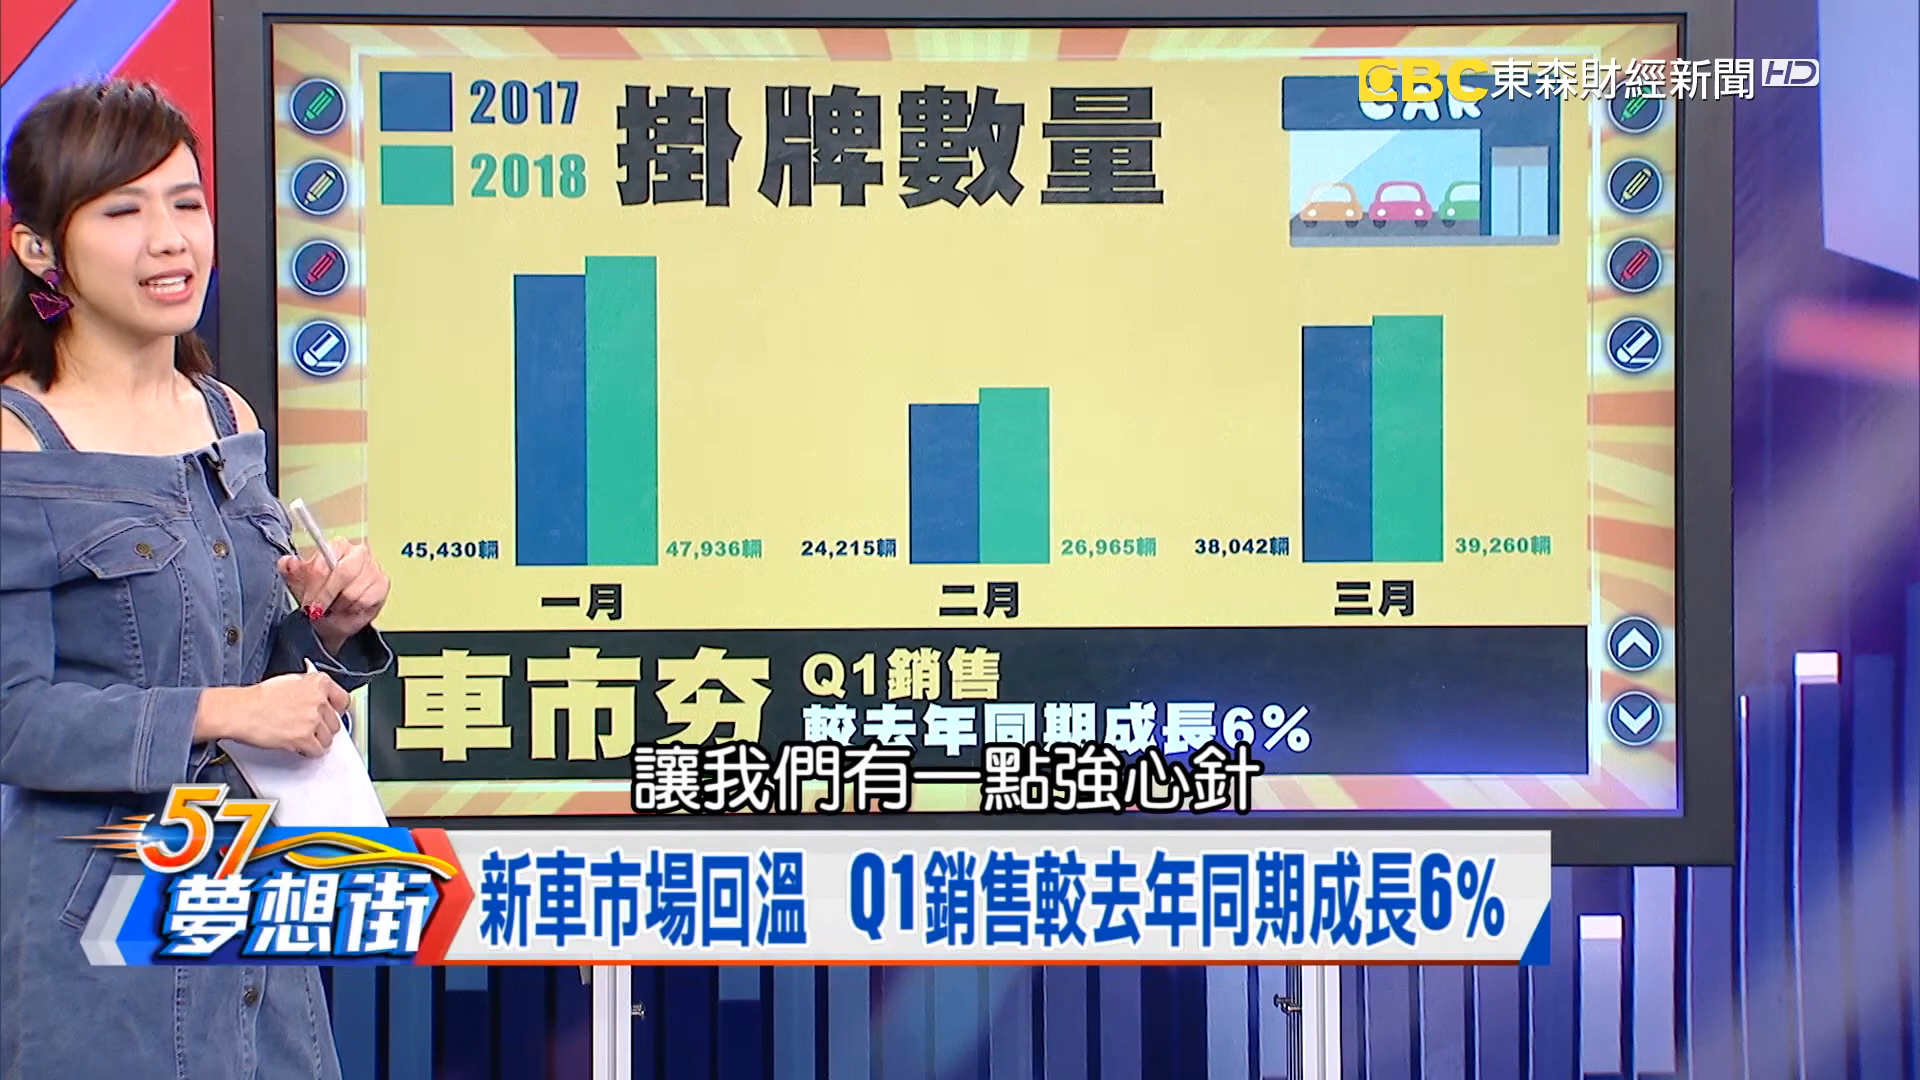 EBC 東森財經新聞 HD
CAR
2017
2018
掛牌數量
45,430輛
47,936輛
24,215輛
26,965輛
38,042輛
39,260輛
一月
二月
三月
車市夯
Q1銷售
較去年同期成長6%
讓我們有一點強心針
57
夢想街
新車市場回溫 Q1銷售較去年同期成長6%